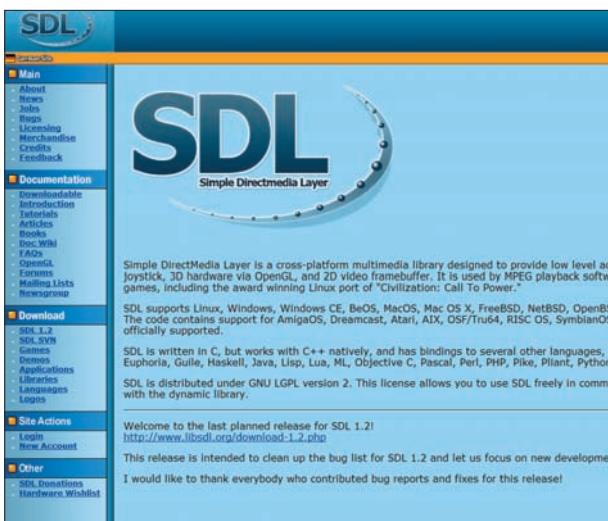 SDL
German Site
Main
About
News
Jobs
Bugs
Licensing
Merchandise
Credits
Feedback
Documentation
Downloadable
Introduction
Tutorials
Articles
Books
Doc Wiki
FAQs
OpenGL
Forums
Mailing Lists
Newsgroup
Download
SDL 1.2
SDL SVN
Games
Demos
Applications
Libraries
Languages
Logos
Site Actions
Login
New Account
Other
SDL Donations
Hardware Wishlist
SDL
Simple Directmedia Layer
Simple DirectMedia Layer is a cross-platform multimedia library designed to provide low level ac
joystick, 3D hardware via OpenGL, and 2D video framebuffer. It is used by MPEG playback softw
games, including the award winning Linux port of "Civilization: Call To Power."
SDL supports Linux, Windows, Windows CE, BeOS, MacOS, Mac OS X, FreeBSD, NetBSD, OpenBS
The code contains support for AmigaOS, Dreamcast, Atari, AIX, OSF/Tru64, RISC OS, SymbianOS
officially supported.
SDL is written in C, but works with C++ natively, and has bindings to several other languages,
Euphoria, Guile, Haskell, Java, Lisp, Lua, ML, Objective C, Pascal, Perl, PHP, Pike, Pliant, Python
SDL is distributed under GNU LGPL version 2. This license allows you to use SDL freely in comm
with the dynamic library.
Welcome to the last planned release for SDL 1.2!
http://www.libsdl.org/download-1.2.php
This release is intended to clean up the bug list for SDL 1.2 and let us focus on new developme
I would like to thank everybody who contributed bug reports and fixes for this release!